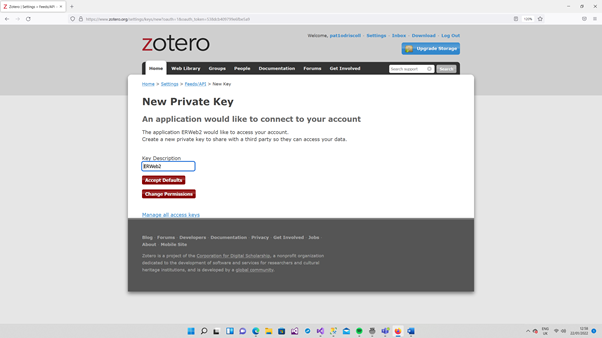 Zotero | Settings > Feeds/API >
https://www.zotero.org/settings/keys/new?oauth=1&oauth_token=
120%
zotero
Welcome, · Settings · Inbox · Download · Log Out
Upgrade Storage
Home Web Library Groups People Documentation Forums Get Involved
Search support
Search
Home > Settings > Feeds/API > New Key
New Private Key
An application would like to connect to your account
The application ERWeb2 would like to access your account.
Create a new private key to share with a third party so they can access your data.
Key Description
ERWeb2
Accept Defaults
Change Permissions
Manage all access keys
Blog Forums Developers Documentation Privacy Get Involved Jobs
About Mobile Site
Zotero is a project of the Corporation for Digital Scholarship, a nonprofit organization
dedicated to the development of software and services for researchers and cultural
heritage institutions, and is developed by a global community.
ENG
UK
12:59
22/01/2022